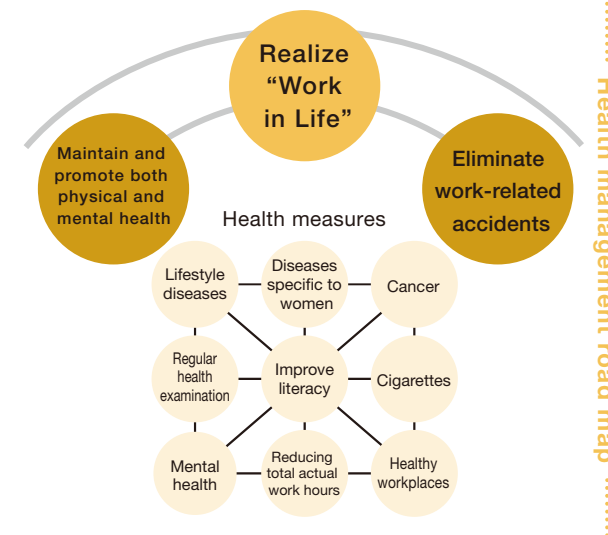 Realize
“Work
in Life”
Maintain and
promote both
physical and
mental health
Eliminate
work-related
accidents
Health measures
Lifestyle
diseases
Diseases
specific to
women
Cancer
Regular
health
examination
Improve
literacy
Cigarettes
Mental
health
Reducing
total actual
work hours
Healthy
workplaces
Health management road map